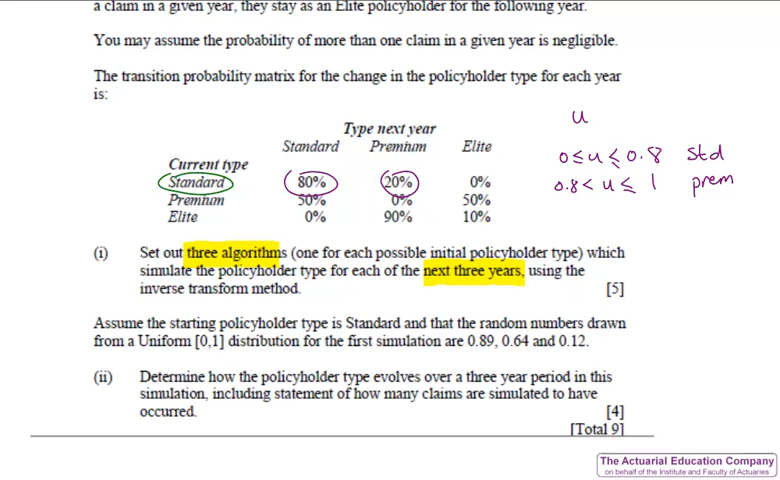 a claim in a given year, they stay as an Elite policyholder for the following year.
You may assume the probability of more than one claim in a given year is negligible.
The transition probability matrix for the change in the policyholder type for each year
is:
Type next year
Standard Premium Elite
Current type
Standard 80% 20% 0%
Premium 50% 0% 50%
Elite 0% 90% 10%
u
0 ≤ u ≤ 0.8 std
0.8 < u ≤ 1 prem
(i) Set out three algorithms (one for each possible initial policyholder type) which
simulate the policyholder type for each of the next three years, using the
inverse transform method. [5]
Assume the starting policyholder type is Standard and that the random numbers drawn
from a Uniform [0,1] distribution for the first simulation are 0.89, 0.64 and 0.12.
(ii) Determine how the policyholder type evolves over a three year period in this
simulation, including statement of how many claims are simulated to have
occurred. [4]
[Total 9]
The Actuarial Education Company
on behalf of the Institute and Faculty of Actuaries